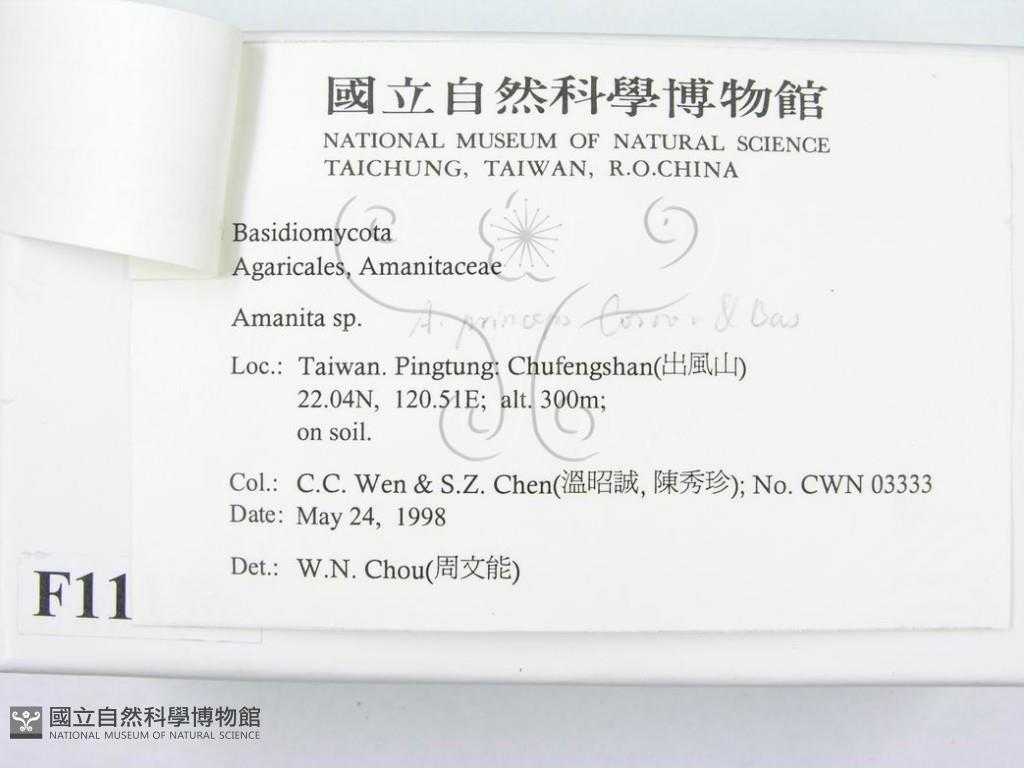 國立自然科學博物館
NATIONAL MUSEUM OF NATURAL SCIENCE
TAICHUNG, TAIWAN, R.O.CHINA
Basidiomycota
Agaricales, Amanitaceae
Amanita sp. A. princeps Corner & Bas
Loc.: Taiwan. Pingtung: Chufengshan(出風山)
22.04N, 120.51E; alt. 300m;
on soil.
Col.: C.C. Wen & S.Z. Chen(溫昭誠, 陳秀珍); No. CWN 03333
Date: May 24, 1998
Det.: W.N. Chou(周文能)
F11
國立自然科學博物館
NATIONAL MUSEUM OF NATURAL SCIENCE